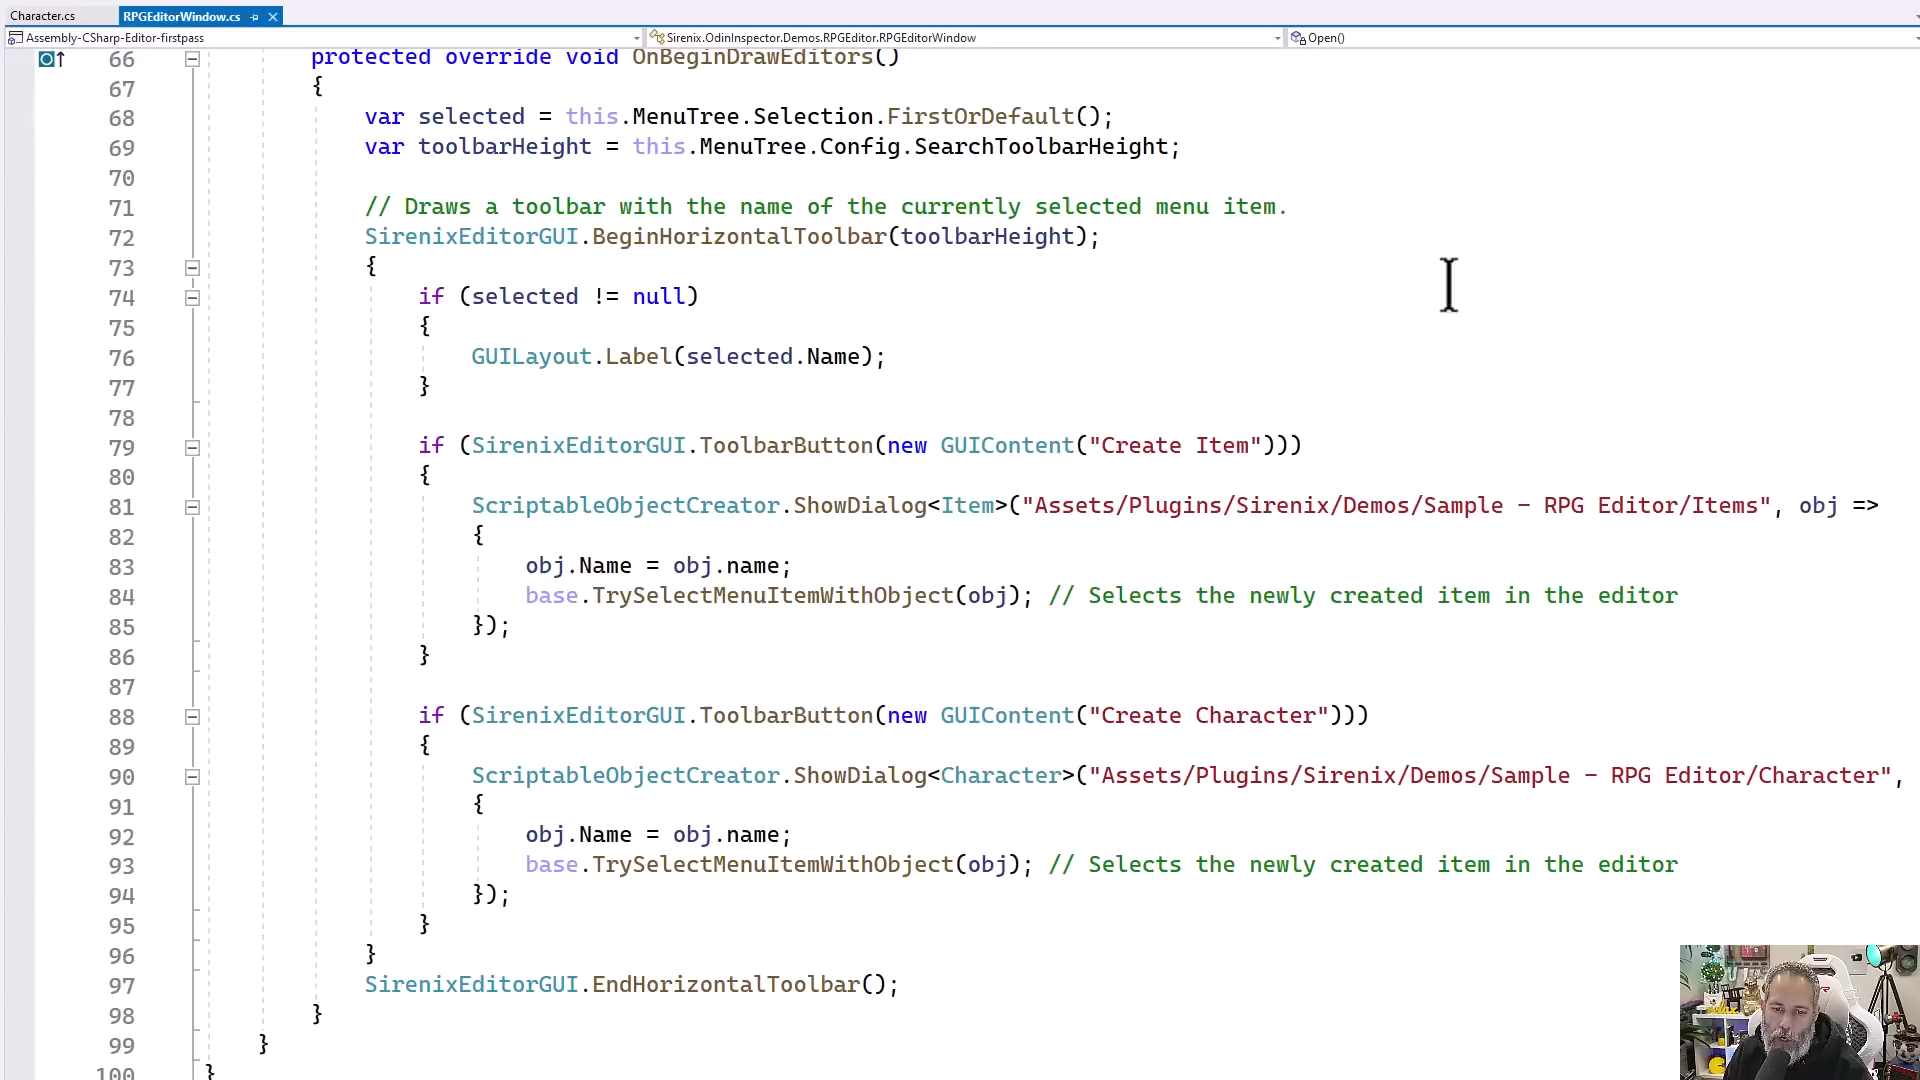 Character.cs
RPGEditorWindow.cs
Assembly-CSharp-Editor-firstpass
Sirenix.OdinInspector.Demos.RPGEditor.RPGEditorWindow
Open()
66 protected override void OnBeginDrawEditors()
67 {
68 var selected = this.MenuTree.Selection.FirstOrDefault();
69 var toolbarHeight = this.MenuTree.Config.SearchToolbarHeight;
70
71 // Draws a toolbar with the name of the currently selected menu item.
72 SirenixEditorGUI.BeginHorizontalToolbar(toolbarHeight);
73 {
74 if (selected != null)
75 {
76 GUILayout.Label(selected.Name);
77 }
78
79 if (SirenixEditorGUI.ToolbarButton(new GUIContent("Create Item")))
80 {
81 ScriptableObjectCreator.ShowDialog<Item>("Assets/Plugins/Sirenix/Demos/Sample - RPG Editor/Items", obj =>
82 {
83 obj.Name = obj.name;
84 base.TrySelectMenuItemWithObject(obj); // Selects the newly created item in the editor
85 });
86 }
87
88 if (SirenixEditorGUI.ToolbarButton(new GUIContent("Create Character")))
89 {
90 ScriptableObjectCreator.ShowDialog<Character>("Assets/Plugins/Sirenix/Demos/Sample - RPG Editor/Character",
91 {
92 obj.Name = obj.name;
93 base.TrySelectMenuItemWithObject(obj); // Selects the newly created item in the editor
94 });
95 }
96 }
97 SirenixEditorGUI.EndHorizontalToolbar();
98 }
99 }
100 }